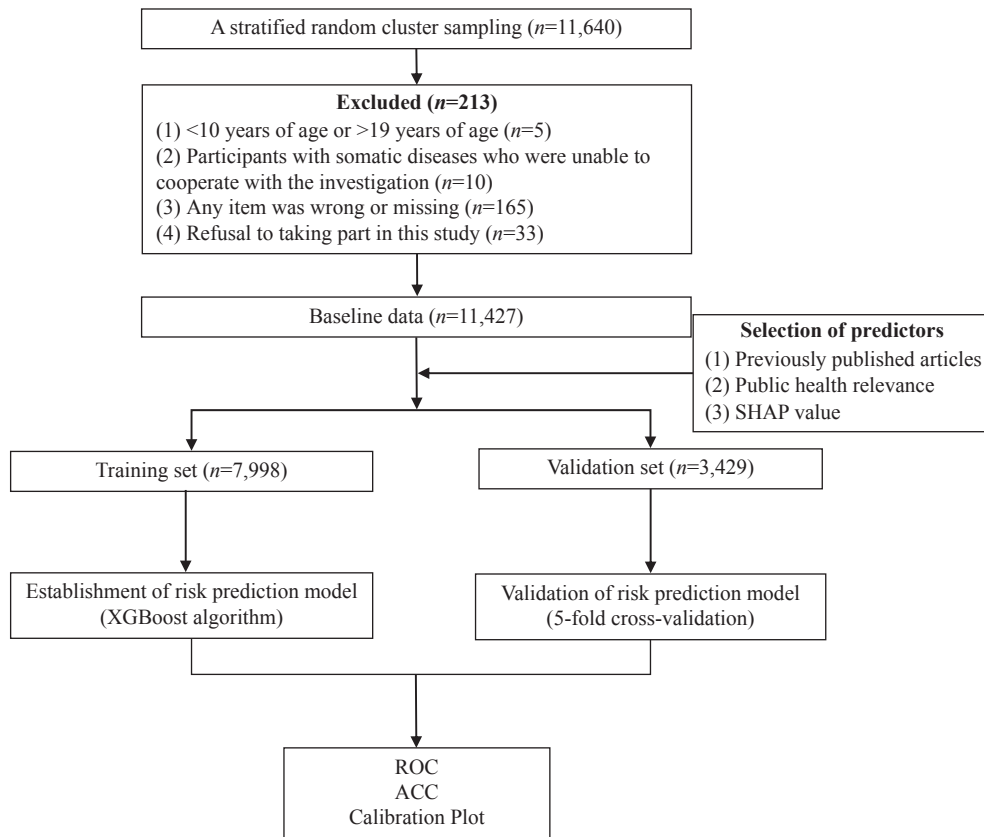 A stratified random cluster sampling (n=11,640)
Excluded (n=213)
(1) <10 years of age or >19 years of age (n=5)
(2) Participants with somatic diseases who were unable to
cooperate with the investigation (n=10)
(3) Any item was wrong or missing (n=165)
(4) Refusal to taking part in this study (n=33)
Baseline data (n=11,427)
Selection of predictors
(1) Previously published articles
(2) Public health relevance
(3) SHAP value
Training set (n=7,998)
Validation set (n=3,429)
Establishment of risk prediction model
(XGBoost algorithm)
Validation of risk prediction model
(5-fold cross-validation)
ROC
ACC
Calibration Plot